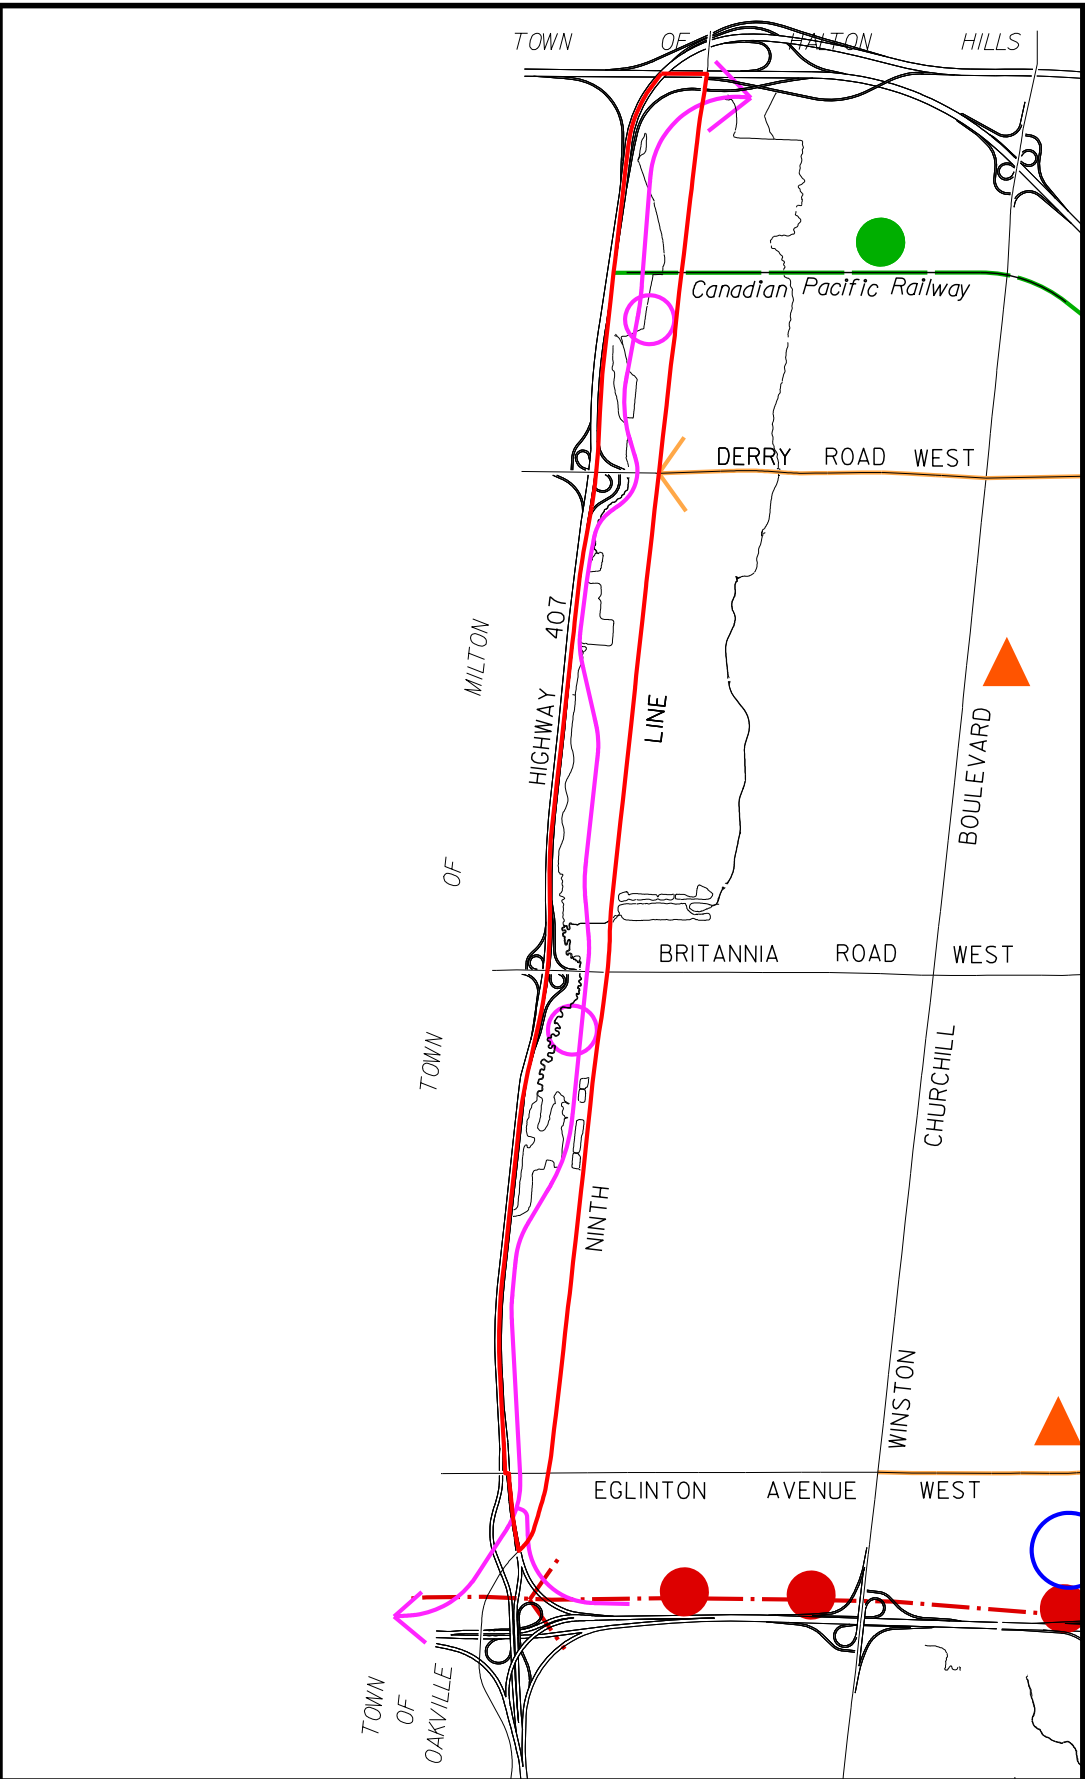 TOWN OF HALTON HILLS
Canadian Pacific Railway
DERRY ROAD WEST
HIGHWAY 407
TOWN OF MILTON
NINTH LINE
BRITANNIA ROAD WEST
WINSTON CHURCHILL BOULEVARD
EGLINTON AVENUE WEST
TOWN
OF
OAKVILLE